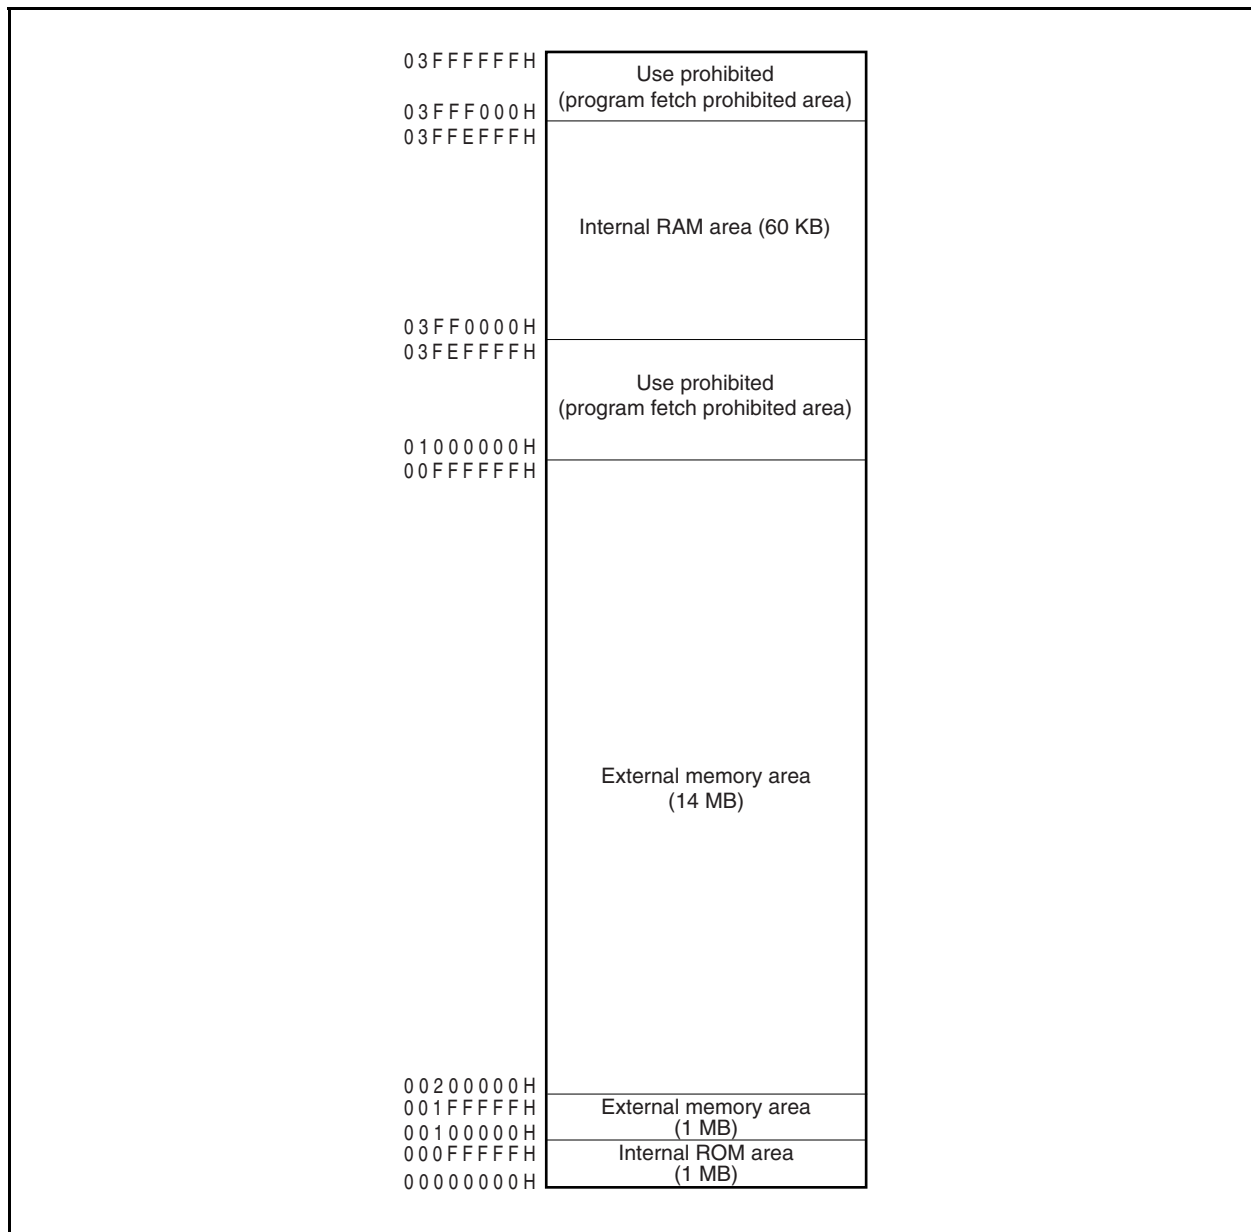 03FFFFFFH
Use prohibited
(program fetch prohibited area)
03FFF000H
03FFEFFFH
Internal RAM area (60 KB)
03FF0000H
03FEFFFFH
Use prohibited
(program fetch prohibited area)
01000000H
00FFFFFFH
External memory area
(14 MB)
00200000H
001FFFFFH
External memory area
(1 MB)
00100000H
000FFFFFH
Internal ROM area
(1 MB)
00000000H